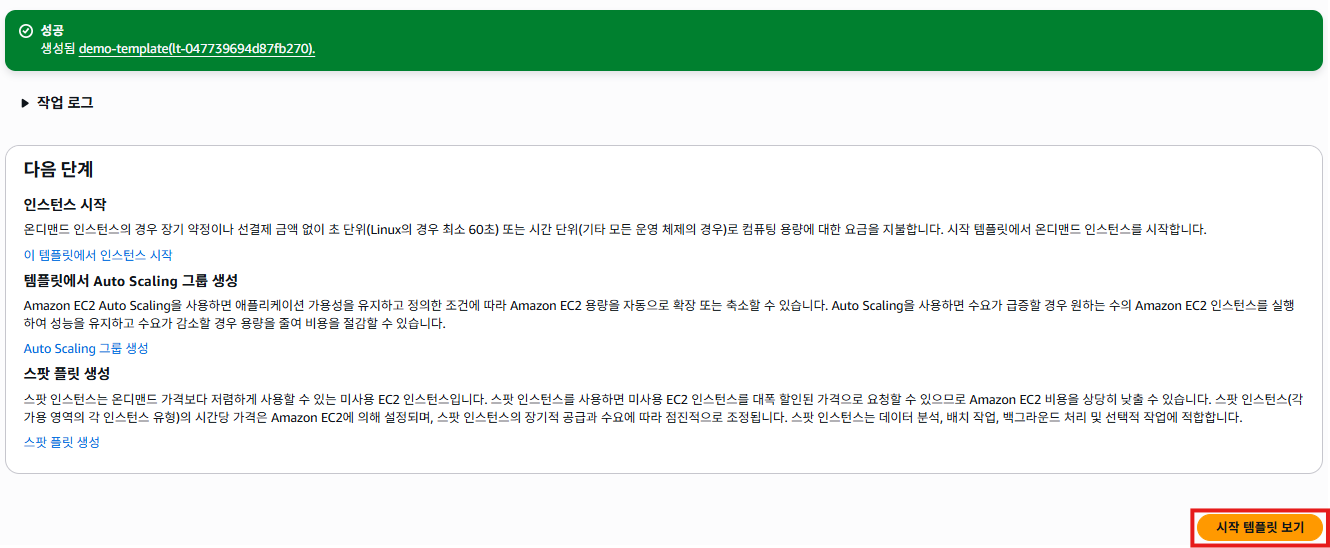 성공
생성됨 demo-template(lt-047739694d87fb270).
작업 로그
다음 단계
인스턴스 시작
온디맨드 인스턴스의 경우 장기 약정이나 선결제 금액 없이 초 단위(Linux의 경우 최소 60초) 또는 시간 단위(기타 모든 운영 체제의 경우)로 컴퓨팅 용량에 대한 요금을 지불합니다. 시작 템플릿에서 온디맨드 인스턴스를 시작합니다.
이 템플릿에서 인스턴스 시작
템플릿에서 Auto Scaling 그룹 생성
Amazon EC2 Auto Scaling을 사용하면 애플리케이션 가용성을 유지하고 정의한 조건에 따라 Amazon EC2 용량을 자동으로 확장 또는 축소할 수 있습니다. Auto Scaling을 사용하면 수요가 급증할 경우 원하는 수의 Amazon EC2 인스턴스를 실행
하여 성능을 유지하고 수요가 감소할 경우 용량을 줄여 비용을 절감할 수 있습니다.
Auto Scaling 그룹 생성
스팟 플릿 생성
스팟 인스턴스는 온디맨드 가격보다 저렴하게 사용할 수 있는 미사용 EC2 인스턴스입니다. 스팟 인스턴스를 사용하면 미사용 EC2 인스턴스를 대폭 할인된 가격으로 요청할 수 있으므로 Amazon EC2 비용을 상당히 낮출 수 있습니다. 스팟 인스턴스(각
가용 영역의 각 인스턴스 유형)의 시간당 가격은 Amazon EC2에 의해 설정되며, 스팟 인스턴스의 장기적 공급과 수요에 따라 점진적으로 조정됩니다. 스팟 인스턴스는 데이터 분석, 배치 작업, 백그라운드 처리 및 선택적 작업에 적합합니다.
스팟 플릿 생성
시작 템플릿 보기